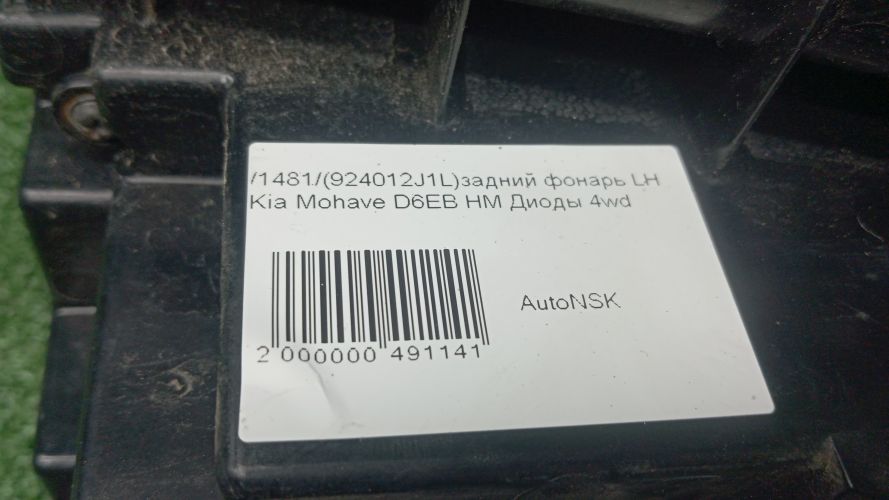 /1481/(924012J1L)задний фонарь LH
Kia Mohave D6EB HM Диоды 4wd
AutoNSK
2 000000 491141